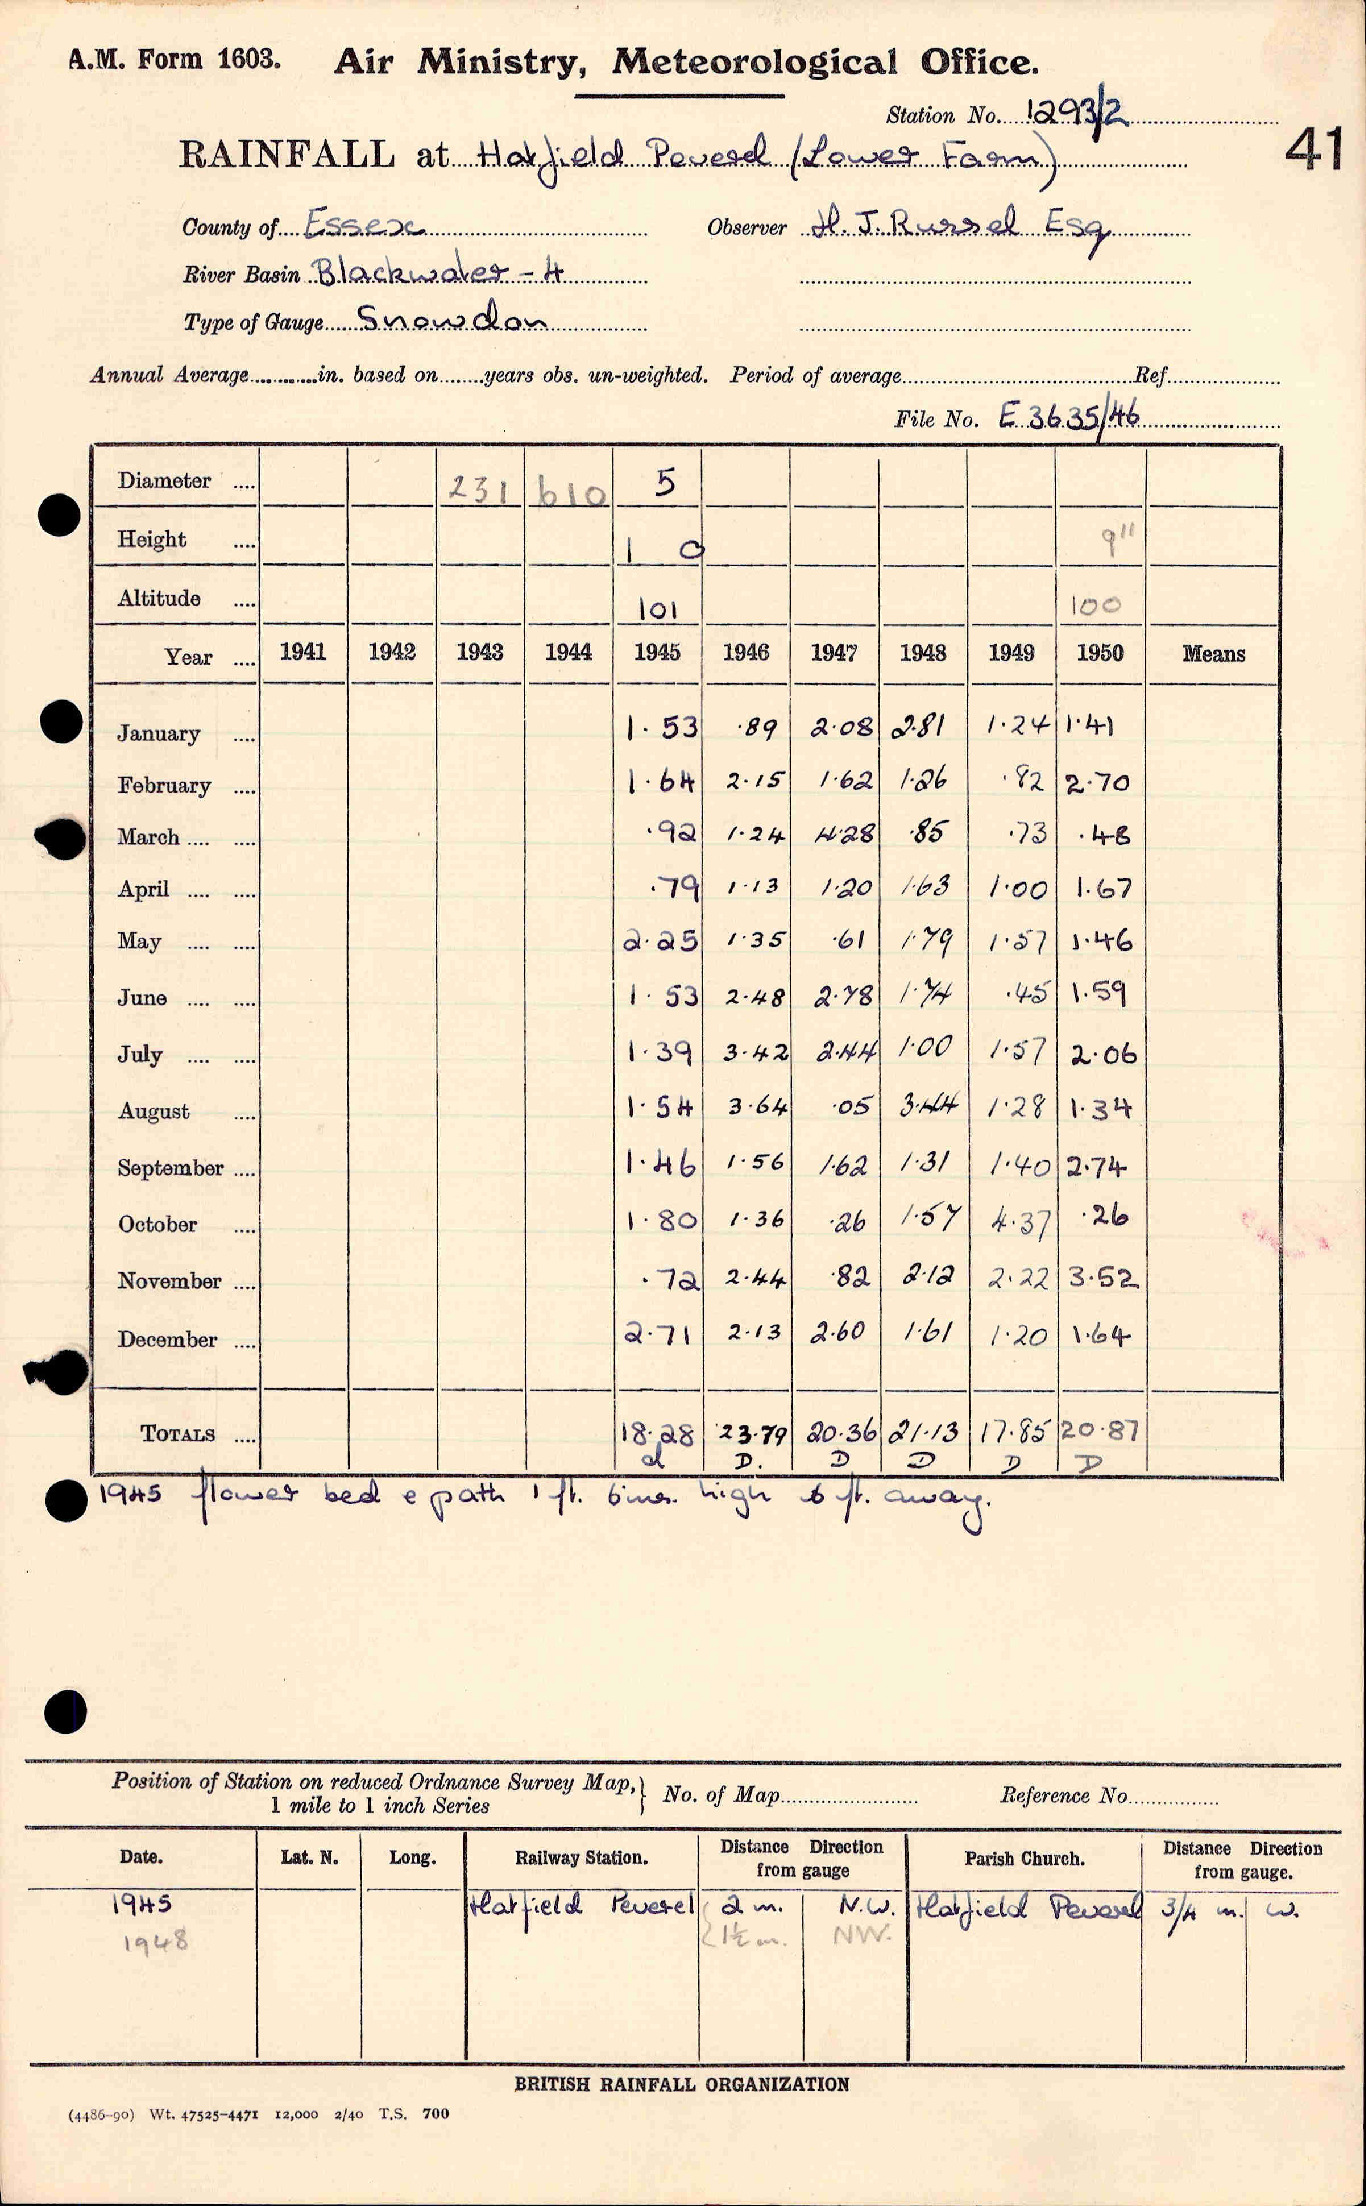 A.M. Form 1603. Air Ministry, Meteorological Office.
Station No. 1293/2
41
RAINFALL at Hatfield Peverel (Lower Farm)
County of Essex Observer H. J. Russel Esq
River Basin Blackwater - 4
Type of Gauge Snowdon
Annual Average in. based on years obs. un-weighted. Period of average Ref.
File No. E 3635/46
Diameter 231 610 5
Height 1 0 9"
Altitude 101 100
Year 1941 1942 1943 1944 1945 1946 1947 1948 1949 1950 Means
January 1.53 .89 2.08 2.81 1.24 1.41
February 1.64 2.15 1.62 1.26 .82 2.70
March .92 1.24 4.28 .85 .73 .48
April .79 1.13 1.20 1.63 1.00 1.67
May 2.25 1.35 .61 1.79 1.57 1.46
June 1.53 2.48 2.78 1.74 .45 1.59
July 1.39 3.42 2.44 1.00 1.57 2.06
August 1.54 3.64 .05 3.44 1.28 1.34
September 1.46 1.56 1.62 1.31 1.40 2.74
October 1.80 1.36 .26 1.57 4.37 .26
November .72 2.44 .82 2.12 2.22 3.52
December 2.71 2.13 2.60 1.61 1.20 1.64
TOTALS 18.28 23.79 20.36 21.13 17.85 20.87
d D. D D D D
1945 flower bed & path 1 ft. 6 ins. high 6 ft. away.
Position of Station on reduced Ordnance Survey Map, 1 mile to 1 inch Series } No. of Map Reference No.
Date. Lat. N. Long. Railway Station. Distance Direction from gauge Parish Church. Distance Direction from gauge.
1945 Hatfield Peverel 2 m. N.W. Hatfield Peverel 3/4 m. W.
1948 1½ m. NW.
BRITISH RAINFALL ORGANIZATION
(4486-90) Wt. 47525-4471 12,000 2/40 T.S. 700